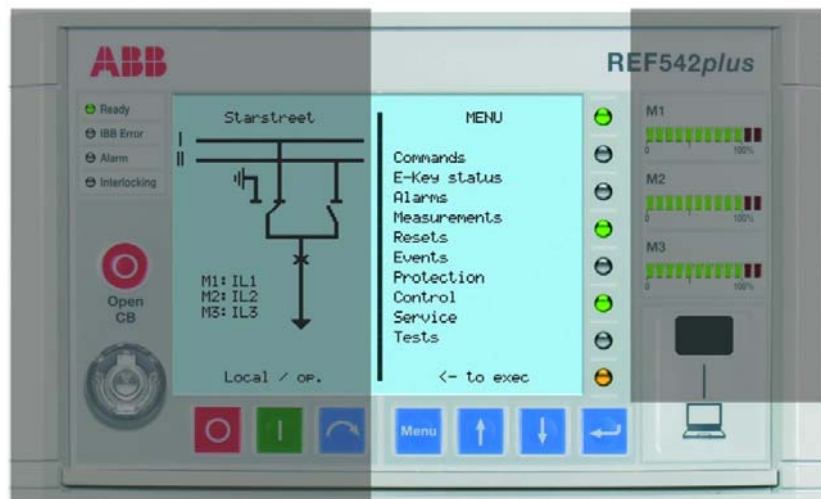 ABB
REF542plus
Ready
IBB Error
Alarm
Interlocking
Open
CB
Starstreet
I
II
M1: IL1
M2: IL2
M3: IL3
Local / op.
MENU
Commands
E-Key status
Alarms
Measurements
Resets
Events
Protection
Control
Service
Tests
<- to exec
M1
0 100%
M2
0 100%
M3
0 100%
Menu